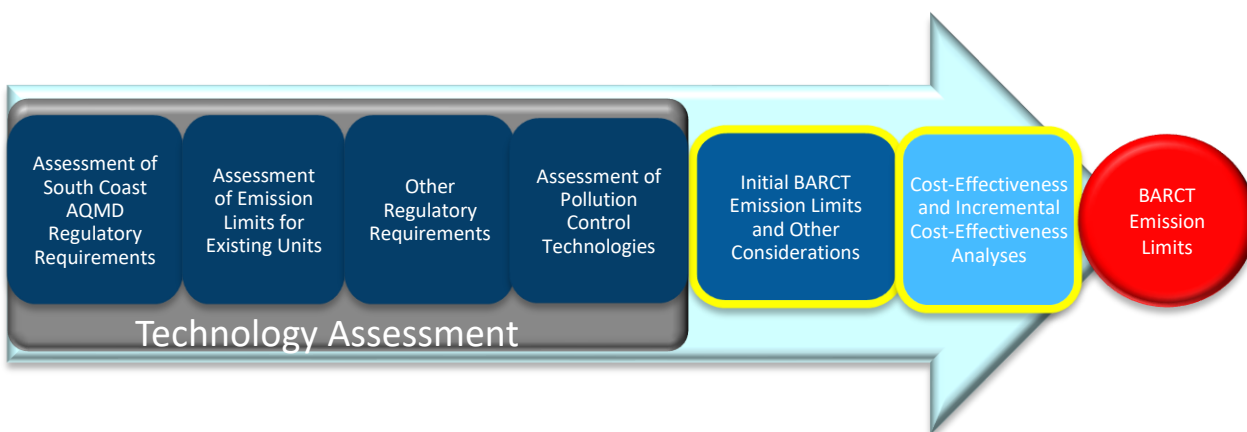 Assessment of
South Coast
AQMD
Regulatory
Requirements
Assessment
of Emission
Limits for
Existing Units
Other
Regulatory
Requirements
Assessment of
Pollution
Control
Technologies
Initial BARCT
Emission Limits
and Other
Considerations
Cost-Effectiveness
and Incremental
Cost-Effectiveness
Analyses
BARCT
Emission
Limits
Technology Assessment